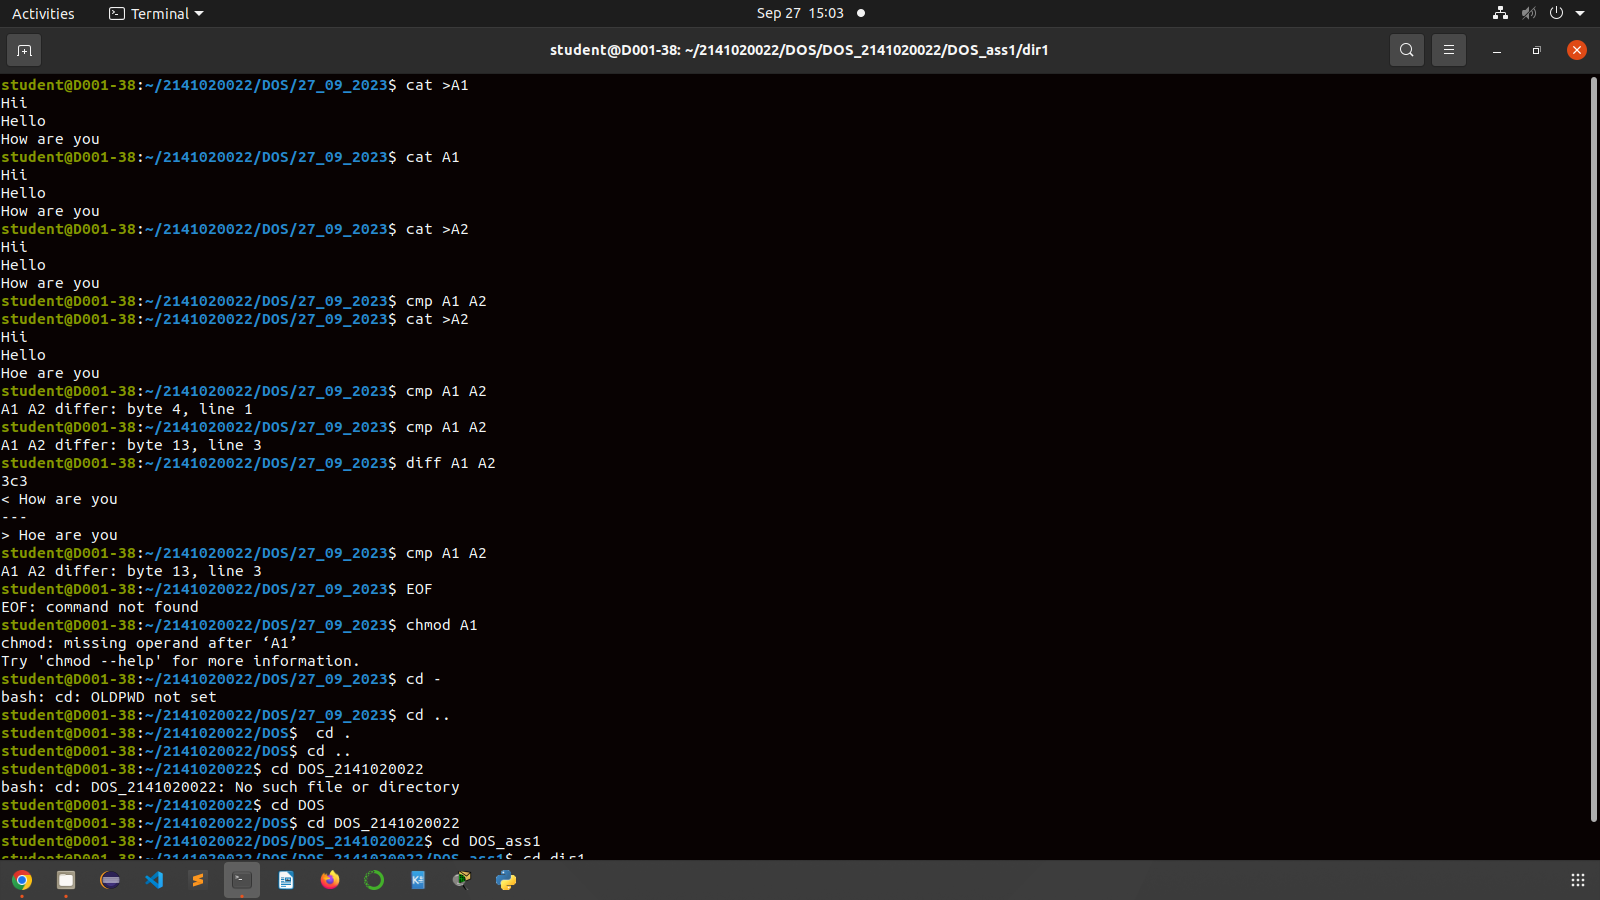 Activities Terminal Sep 27 15:03
student@D001-38: ~/2141020022/DOS/DOS_2141020022/DOS_ass1/dir1
student@D001-38:~/2141020022/DOS/27_09_2023$ cat >A1
Hii
Hello
How are you
student@D001-38:~/2141020022/DOS/27_09_2023$ cat A1
Hii
Hello
How are you
student@D001-38:~/2141020022/DOS/27_09_2023$ cat >A2
Hii
Hello
How are you
student@D001-38:~/2141020022/DOS/27_09_2023$ cmp A1 A2
student@D001-38:~/2141020022/DOS/27_09_2023$ cat >A2
Hii
Hello
Hoe are you
student@D001-38:~/2141020022/DOS/27_09_2023$ cmp A1 A2
A1 A2 differ: byte 4, line 1
student@D001-38:~/2141020022/DOS/27_09_2023$ cmp A1 A2
A1 A2 differ: byte 13, line 3
student@D001-38:~/2141020022/DOS/27_09_2023$ diff A1 A2
3c3
< How are you
---
> Hoe are you
student@D001-38:~/2141020022/DOS/27_09_2023$ cmp A1 A2
A1 A2 differ: byte 13, line 3
student@D001-38:~/2141020022/DOS/27_09_2023$ EOF
EOF: command not found
student@D001-38:~/2141020022/DOS/27_09_2023$ chmod A1
chmod: missing operand after ‘A1’
Try 'chmod --help' for more information.
student@D001-38:~/2141020022/DOS/27_09_2023$ cd -
bash: cd: OLDPWD not set
student@D001-38:~/2141020022/DOS/27_09_2023$ cd ..
student@D001-38:~/2141020022/DOS$  cd .
student@D001-38:~/2141020022/DOS$ cd ..
student@D001-38:~/2141020022$ cd DOS_2141020022
bash: cd: DOS_2141020022: No such file or directory
student@D001-38:~/2141020022$ cd DOS
student@D001-38:~/2141020022/DOS$ cd DOS_2141020022
student@D001-38:~/2141020022/DOS/DOS_2141020022$ cd DOS_ass1
student@D001-38:~/2141020022/DOS/DOS_2141020022/DOS_ass1$ cd dir1